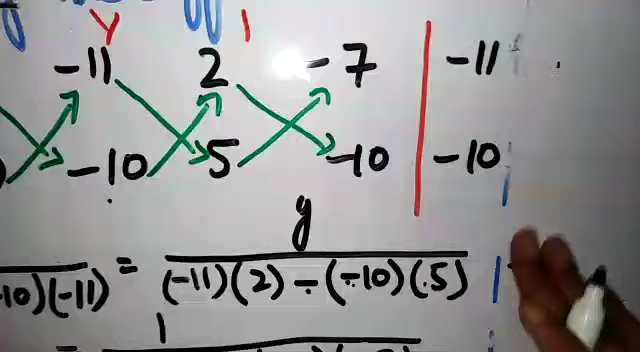 Y 1
-11 2 -7 -11
-10 5 -10 -10
y
10)(-11) = (-11)(2) - (-10)(5)
1
=